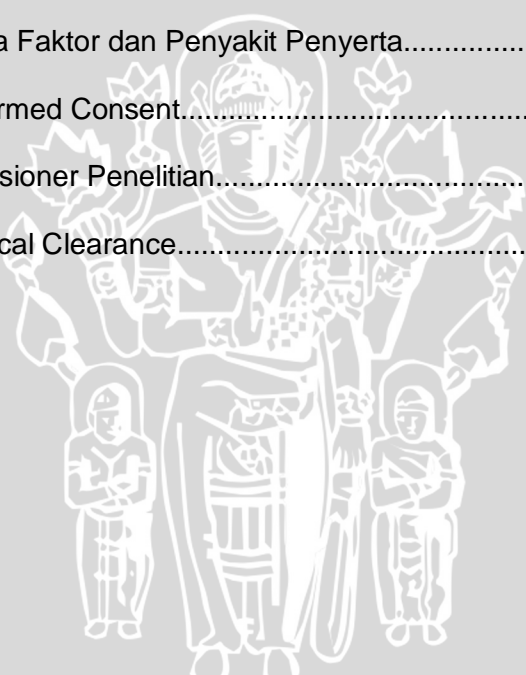 a Faktor dan Penyakit Penyerta................
rmed Consent....................................
sioner Penelitian................................
cal Clearance....................................